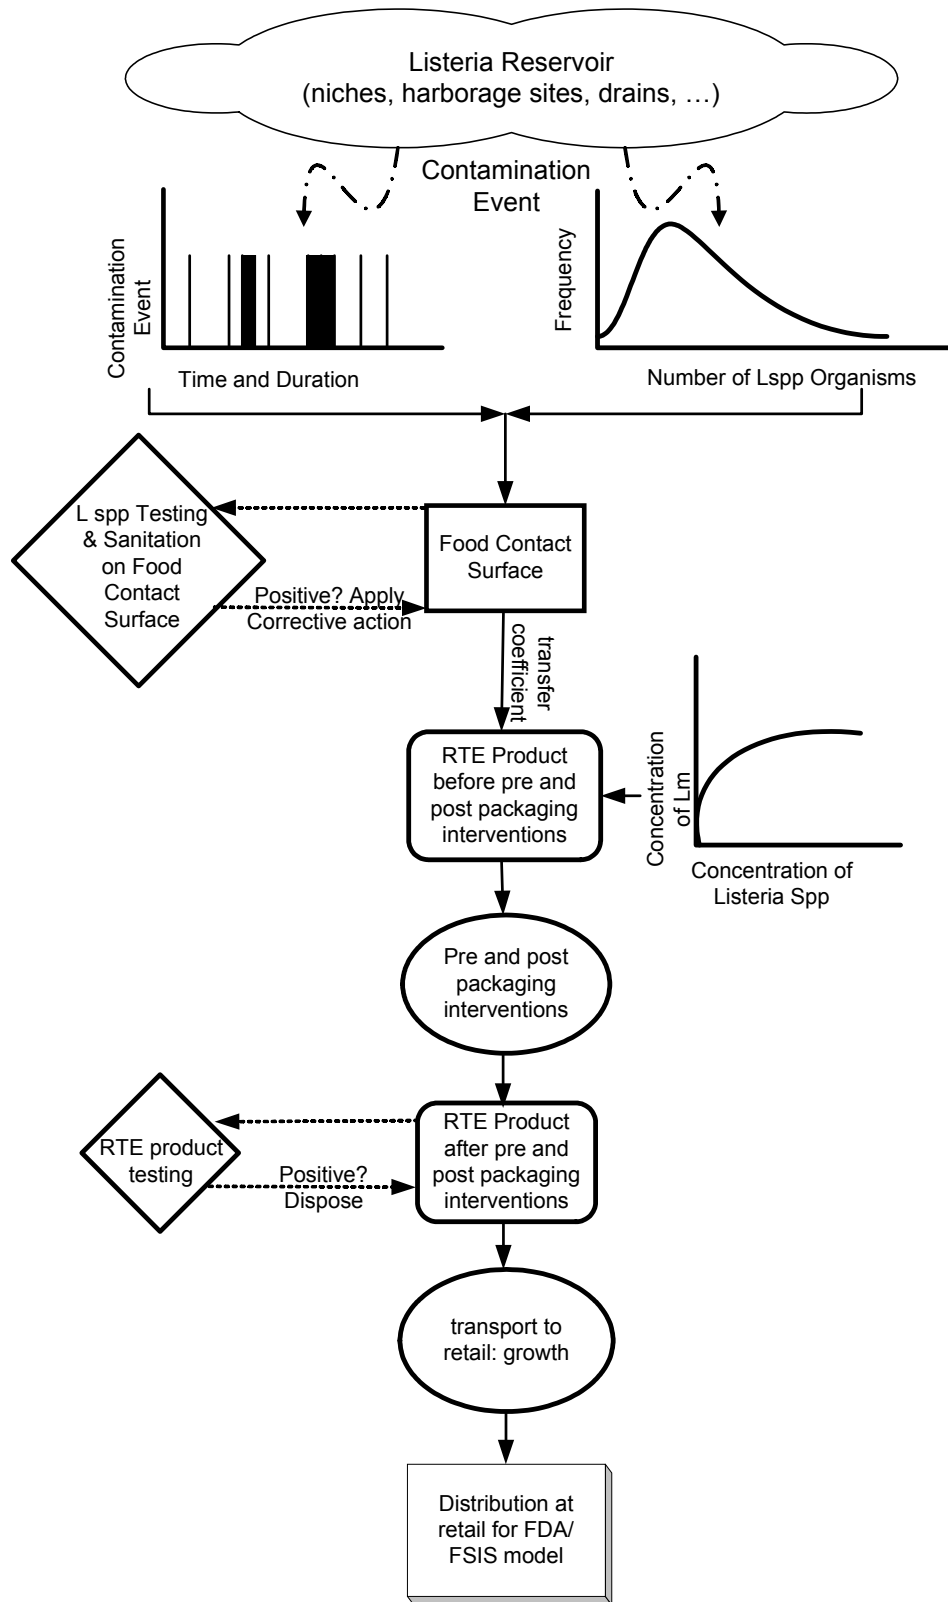 Listeria Reservoir
(niches, harborage sites, drains, …)
Contamination
Event
Contamination
Event
Time and Duration
Frequency
Number of Lspp Organisms
L spp Testing
& Sanitation
on Food
Contact
Surface
Food Contact
Surface
Positive? Apply
Corrective action
transfer
coefficient
RTE Product
before pre and
post packaging
interventions
Concentration
of Lm
Concentration of
Listeria Spp
Pre and post
packaging
interventions
RTE product
testing
Positive?
Dispose
RTE Product
after pre and
post packaging
interventions
transport to
retail: growth
Distribution at
retail for FDA/
FSIS model